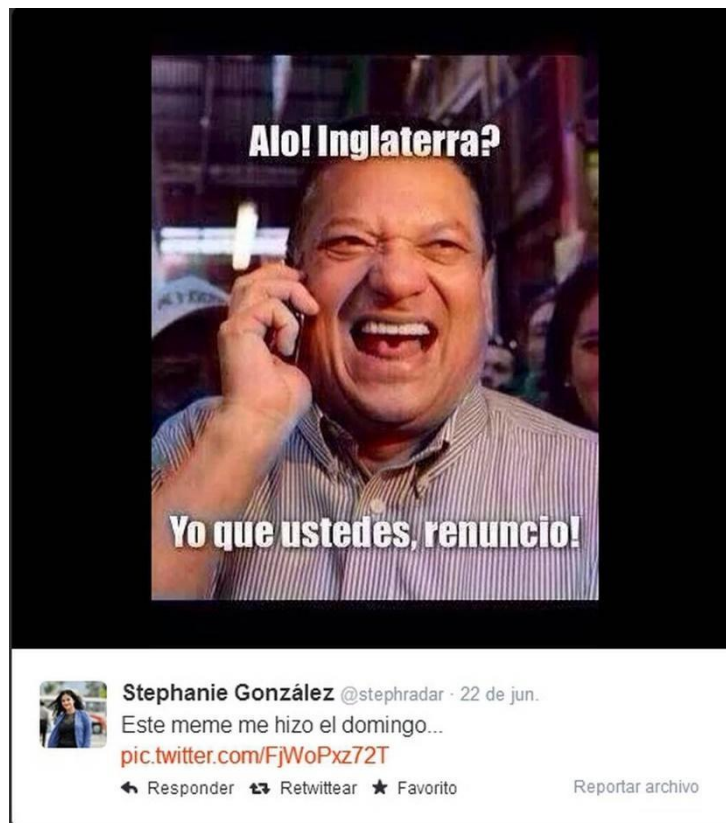 Alo! Inglaterra?
Yo que ustedes, renuncio!
Stephanie González @stephradar · 22 de jun.
Este meme me hizo el domingo...
pic.twitter.com/FjWoPxz72T
Responder Retwittear Favorito Reportar archivo